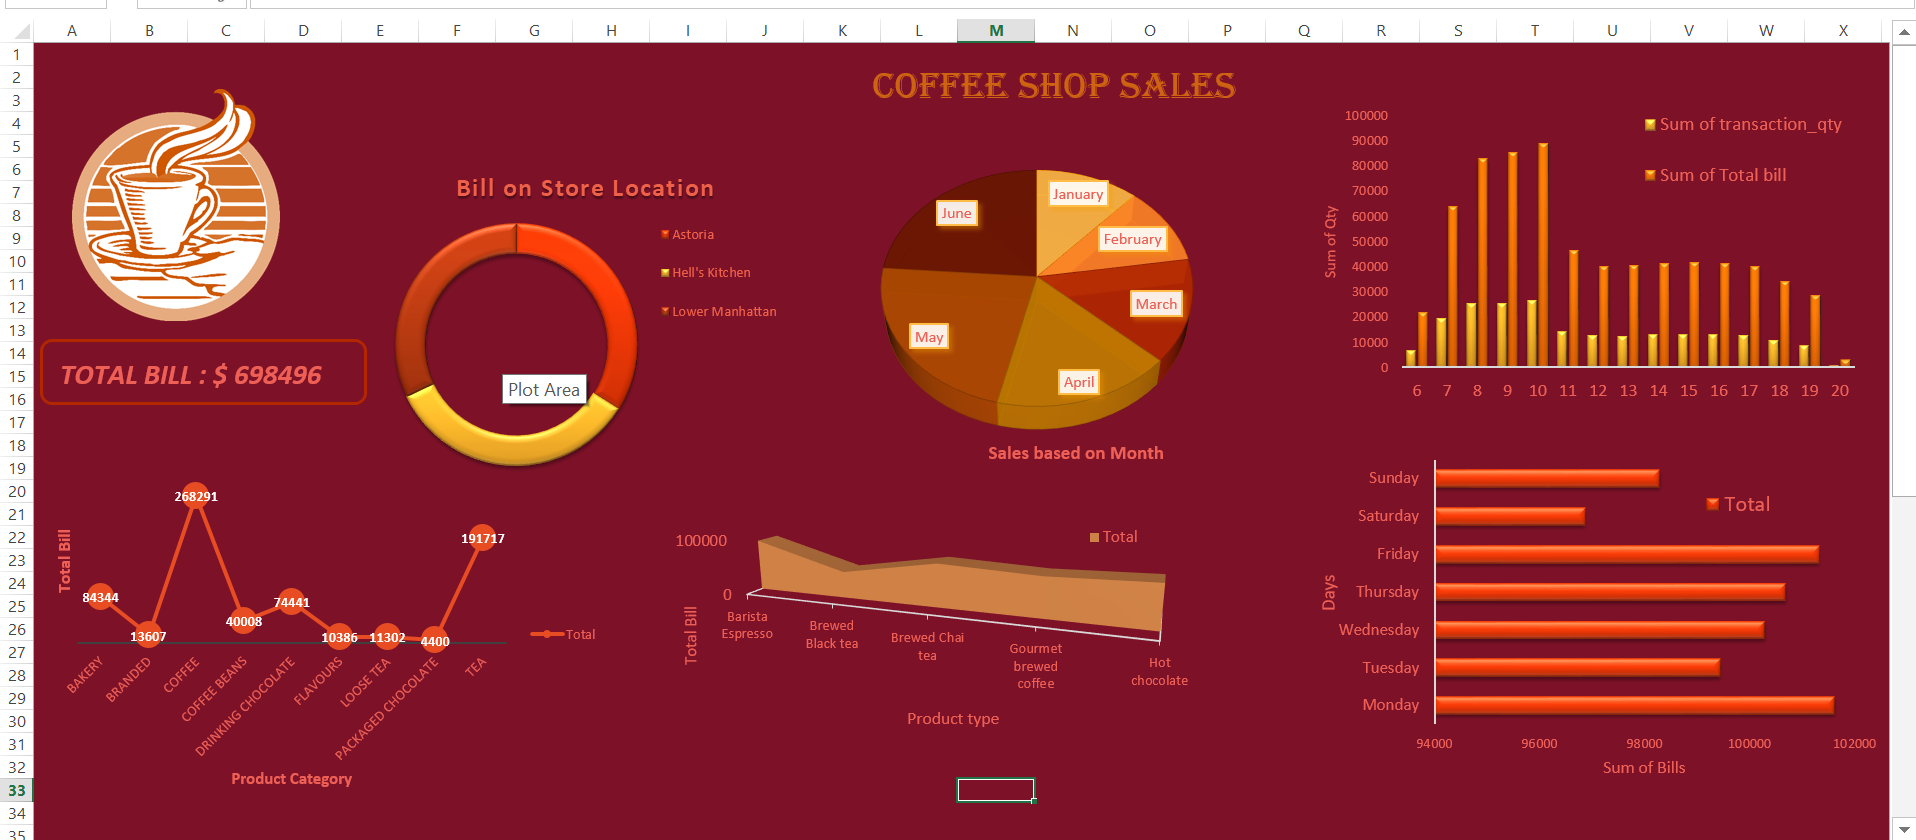 A B C D E F G H I J K L M N O P Q R S T U V W X
1
2
3
4
5
6
7
8
9
10
11
12
13
14
15
16
17
18
19
20
21
22
23
24
25
26
27
28
29
30
31
32
33
34
35
COFFEE SHOP SALES
TOTAL BILL : $ 698496
Bill on Store Location
Astoria
Hell's Kitchen
Lower Manhattan
Plot Area
January
February
March
April
May
June
Sales based on Month
Sum of transaction_qty
Sum of Total bill
Sum of Qty
100000
90000
80000
70000
60000
50000
40000
30000
20000
10000
0
6 7 8 9 10 11 12 13 14 15 16 17 18 19 20
Total Bill
84344
13607
268291
40008
74441
10386
11302
4400
191717
Total
BAKERY
BRANDED
COFFEE
COFFEE BEANS
DRINKING CHOCOLATE
FLAVOURS
LOOSE TEA
PACKAGED CHOCOLATE
TEA
Product Category
Total
100000
0
Total Bill
Barista
Espresso
Brewed
Black tea
Brewed Chai
tea
Gourmet
brewed
coffee
Hot
chocolate
Product type
Total
Days
Sunday
Saturday
Friday
Thursday
Wednesday
Tuesday
Monday
94000 96000 98000 100000 102000
Sum of Bills